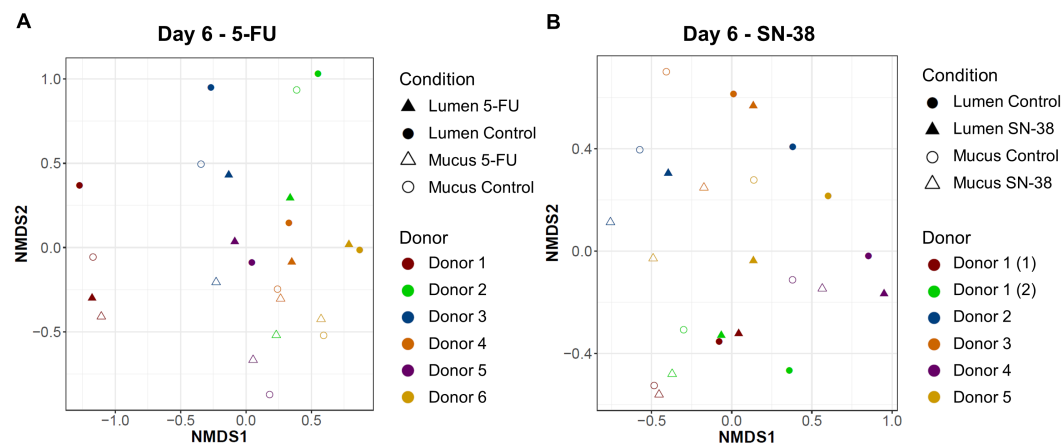 A
Day 6 - 5-FU
1.0
0.5
0.0
−0.5
NMDS2
−1.0
−0.5
0.0
0.5
NMDS1
Condition
Lumen 5-FU
Lumen Control
Mucus 5-FU
Mucus Control
Donor
Donor 1
Donor 2
Donor 3
Donor 4
Donor 5
Donor 6
B
Day 6 - SN-38
0.4
0.0
−0.4
NMDS2
−0.5
0.0
0.5
1.0
NMDS1
Condition
Lumen Control
Lumen SN-38
Mucus Control
Mucus SN-38
Donor
Donor 1 (1)
Donor 1 (2)
Donor 2
Donor 3
Donor 4
Donor 5